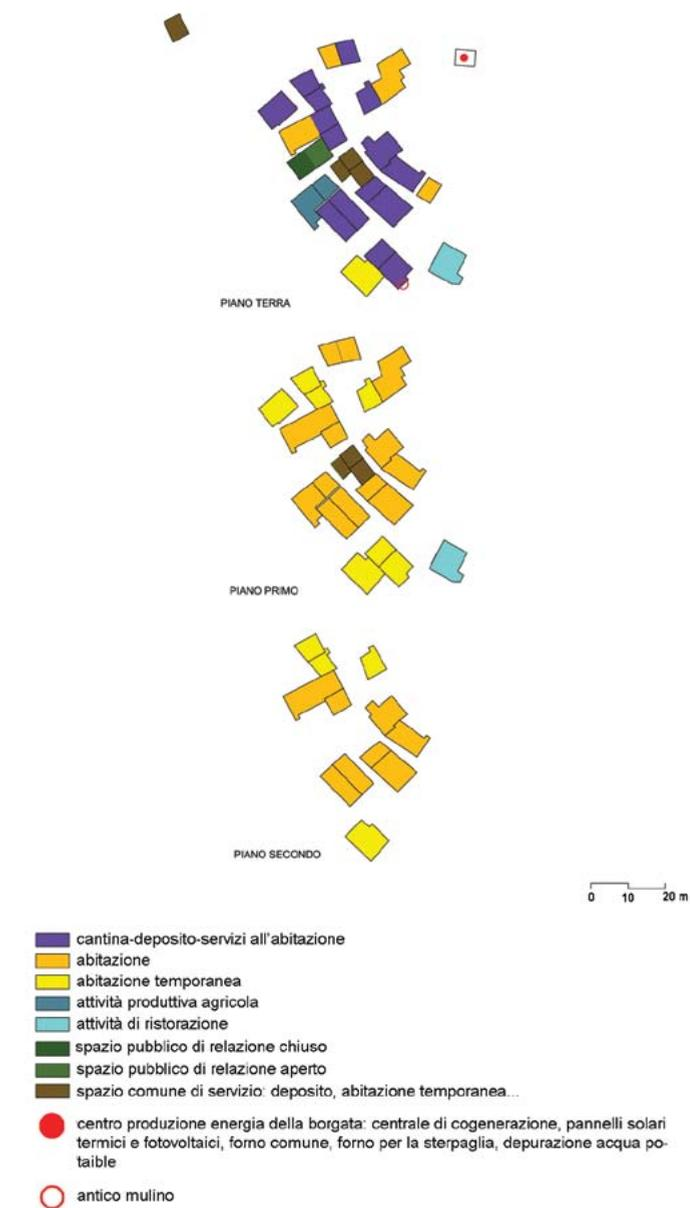 PIANO TERRA
PIANO PRIMO
PIANO SECONDO
0 10 20 m
cantina-deposito-servizi all'abitazione
abitazione
abitazione temporanea
attività produttiva agricola
attività di ristorazione
spazio pubblico di relazione chiuso
spazio pubblico di relazione aperto
spazio comune di servizio: deposito, abitazione temporanea...
centro produzione energia della borgata: centrale di cogenerazione, pannelli solari
termici e fotovoltaici, forno comune, forno per la sterpaglia, depurazione acqua po-
taible
antico mulino